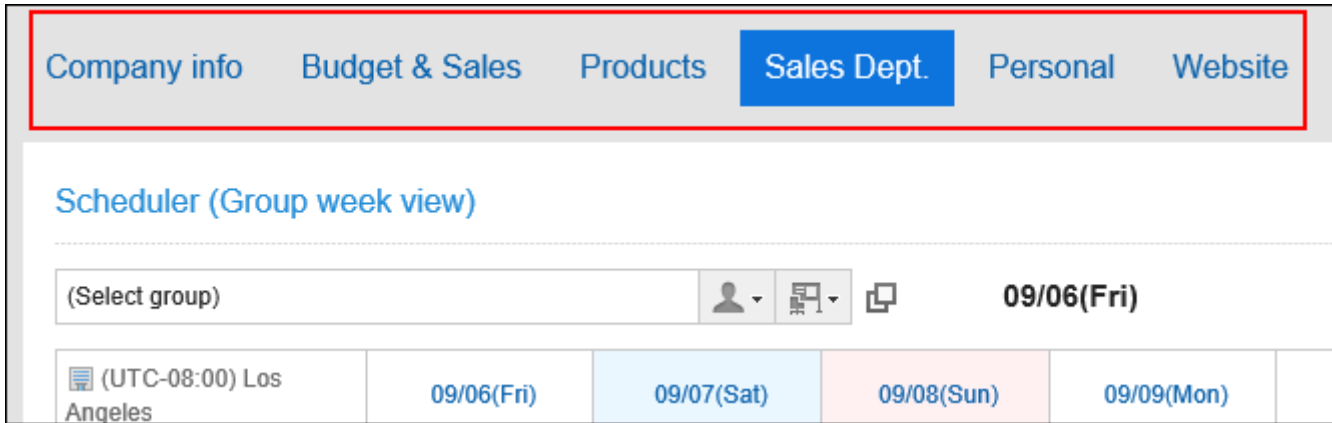 Company info Budget & Sales Products Sales Dept. Personal Website
Scheduler (Group week view)
(Select group) 09/06(Fri)
(UTC-08:00) Los
Angeles
09/06(Fri) 09/07(Sat) 09/08(Sun) 09/09(Mon)